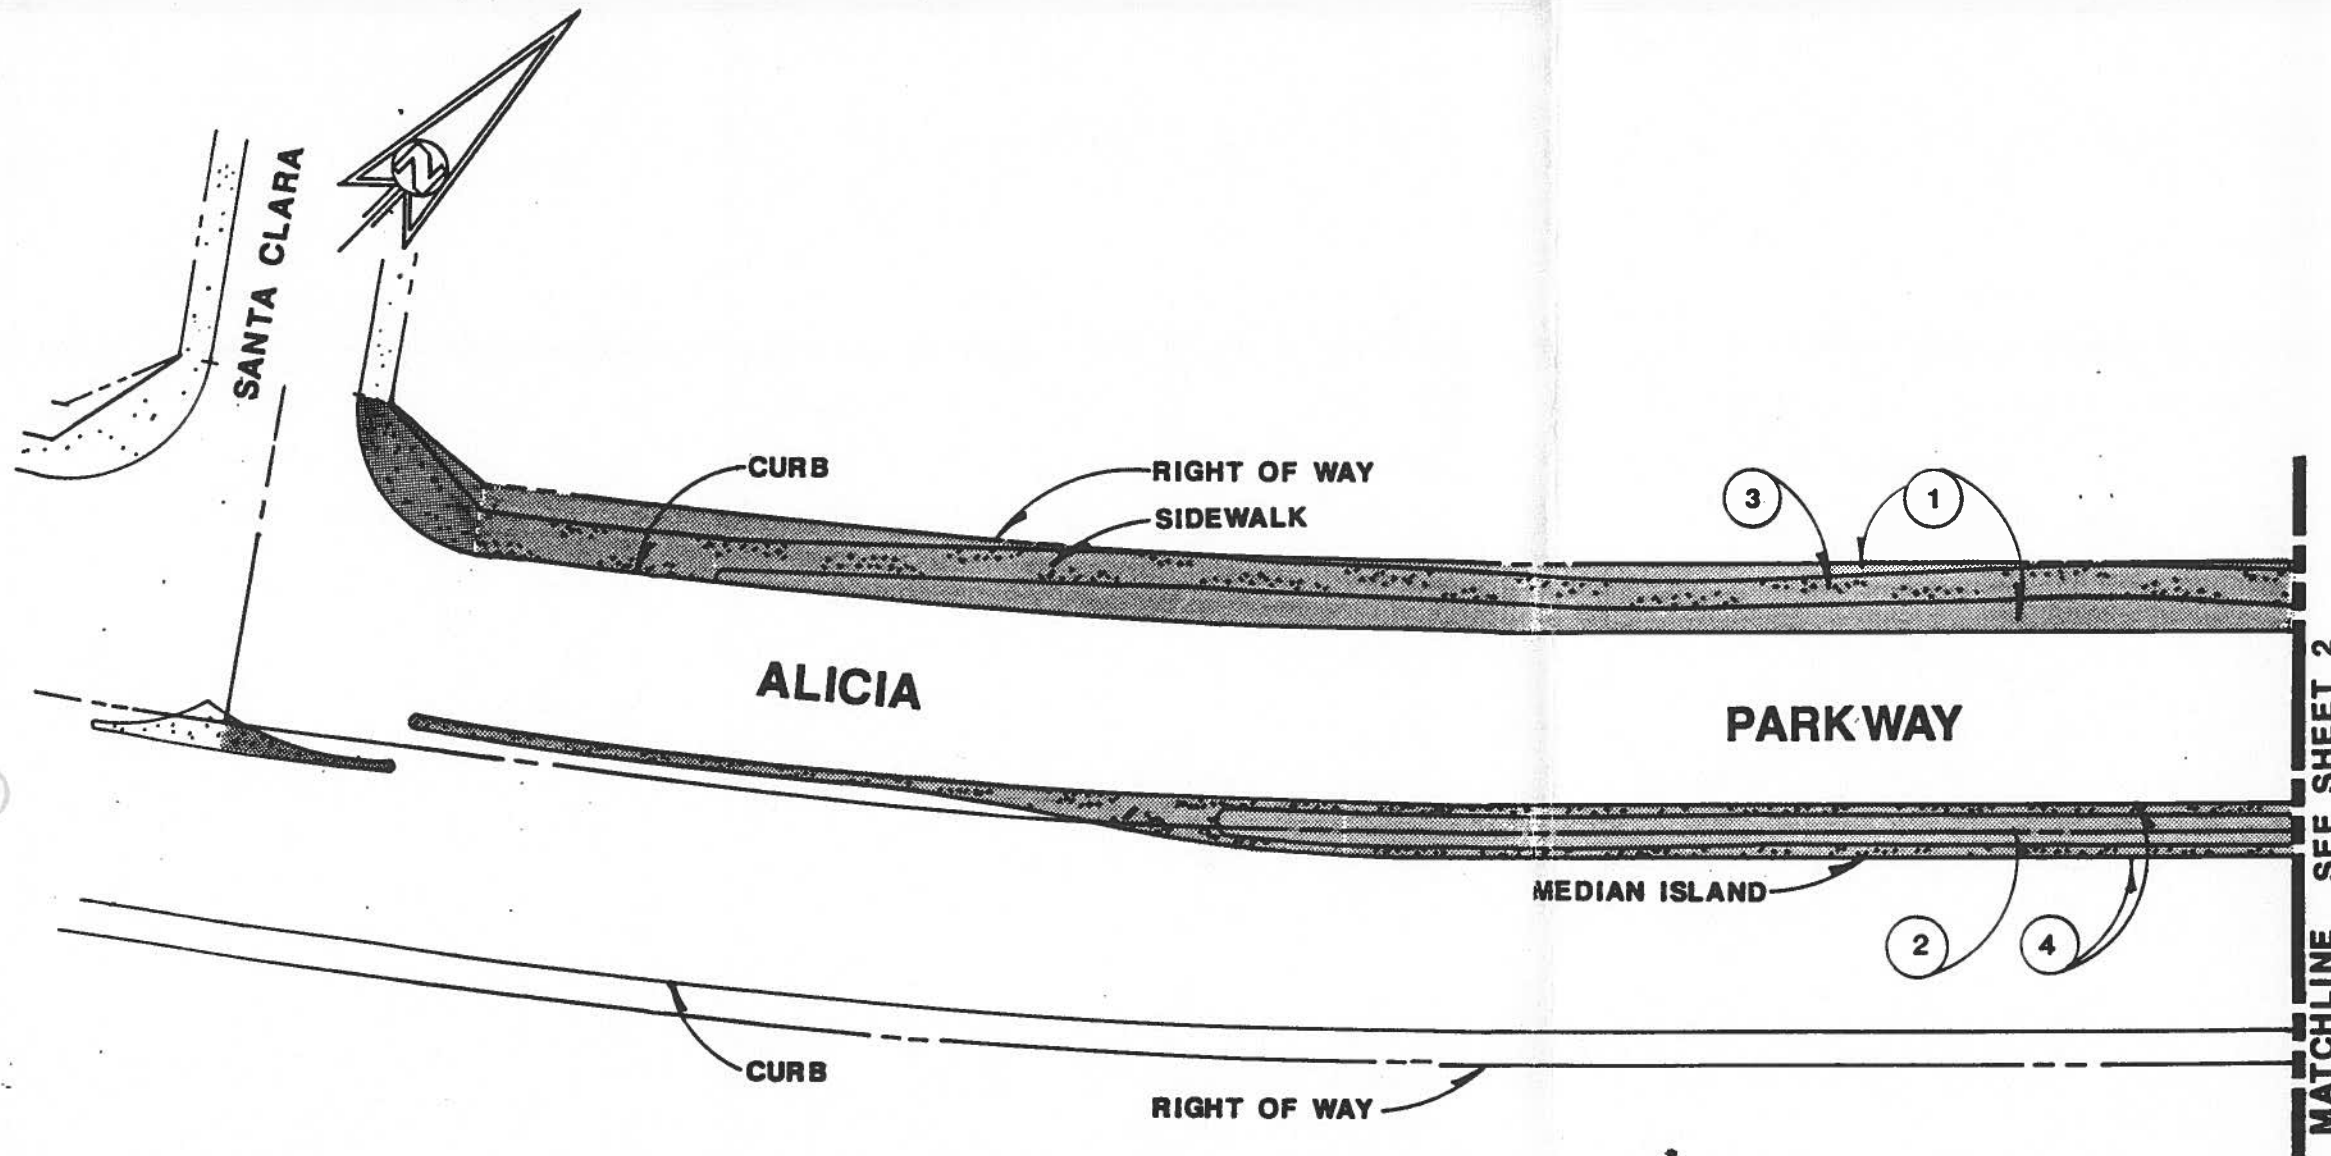 N
SANTA CLARA
CURB
RIGHT OF WAY
SIDEWALK
3
1
ALICIA
PARKWAY
MEDIAN ISLAND
2
4
CURB
RIGHT OF WAY
MATCHLINE SEE SHEET 2